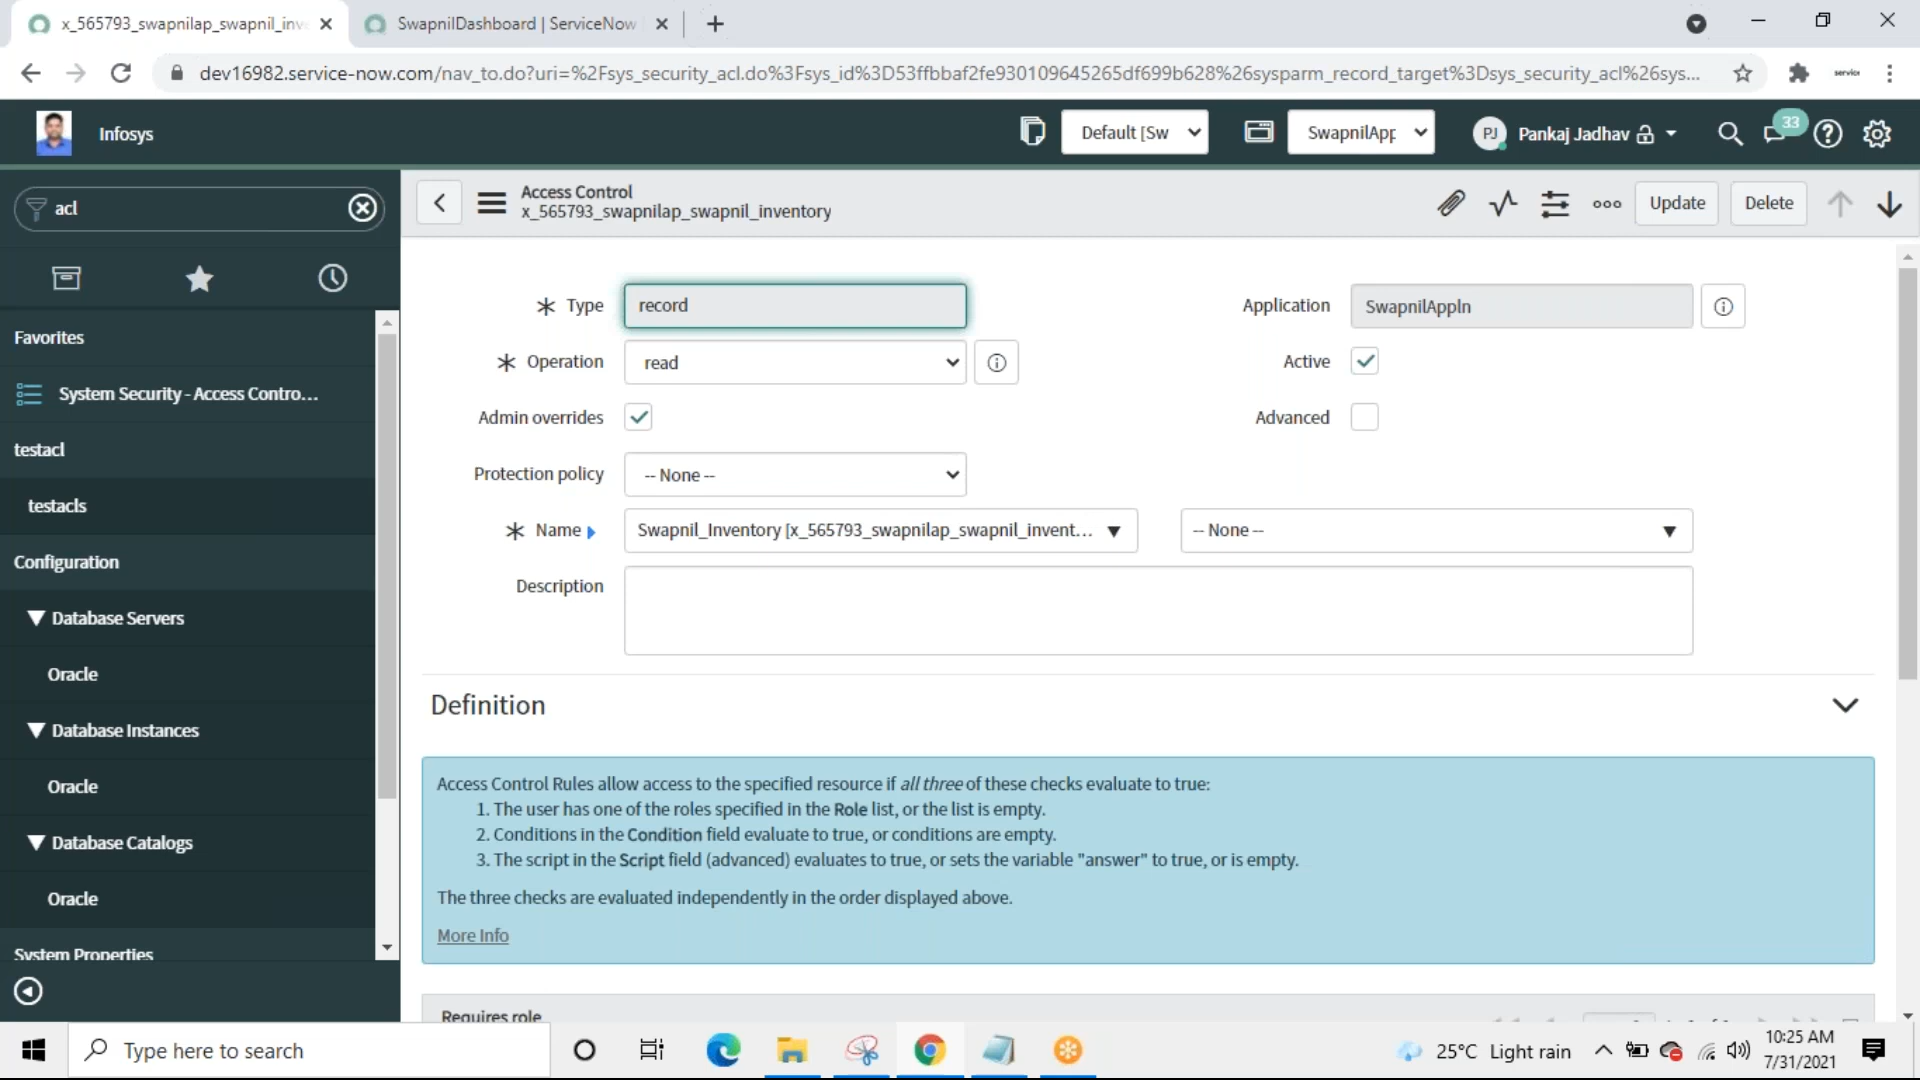 x_565793_swapnilap_swapnil_inv
SwapnilDashboard | ServiceNow
dev16982.service-now.com/nav_to.do?uri=%2Fsys_security_acl.do%3Fsys_id%3D53ffbbaf2fe930109645265df699b628%26sysparm_record_target%3Dsys_security_acl%26sys...
Infosys
Default [Sw
SwapnilApp
PJ
Pankaj Jadhav
33
acl
Access Control
x_565793_swapnilap_swapnil_inventory
Update
Delete
Favorites
System Security - Access Contro...
testacl
testacls
Configuration
Database Servers
Oracle
Database Instances
Oracle
Database Catalogs
Oracle
System Properties
Type
record
Application
SwapnilAppln
Operation
read
Active
Admin overrides
Advanced
Protection policy
-- None --
Name
Swapnil_Inventory [x_565793_swapnilap_swapnil_invent...
-- None --
Description
Definition
Access Control Rules allow access to the specified resource if all three of these checks evaluate to true:
1. The user has one of the roles specified in the Role list, or the list is empty.
2. Conditions in the Condition field evaluate to true, or conditions are empty.
3. The script in the Script field (advanced) evaluates to true, or sets the variable "answer" to true, or is empty.
The three checks are evaluated independently in the order displayed above.
More Info
Requires role
Type here to search
25°C Light rain
10:25 AM
7/31/2021